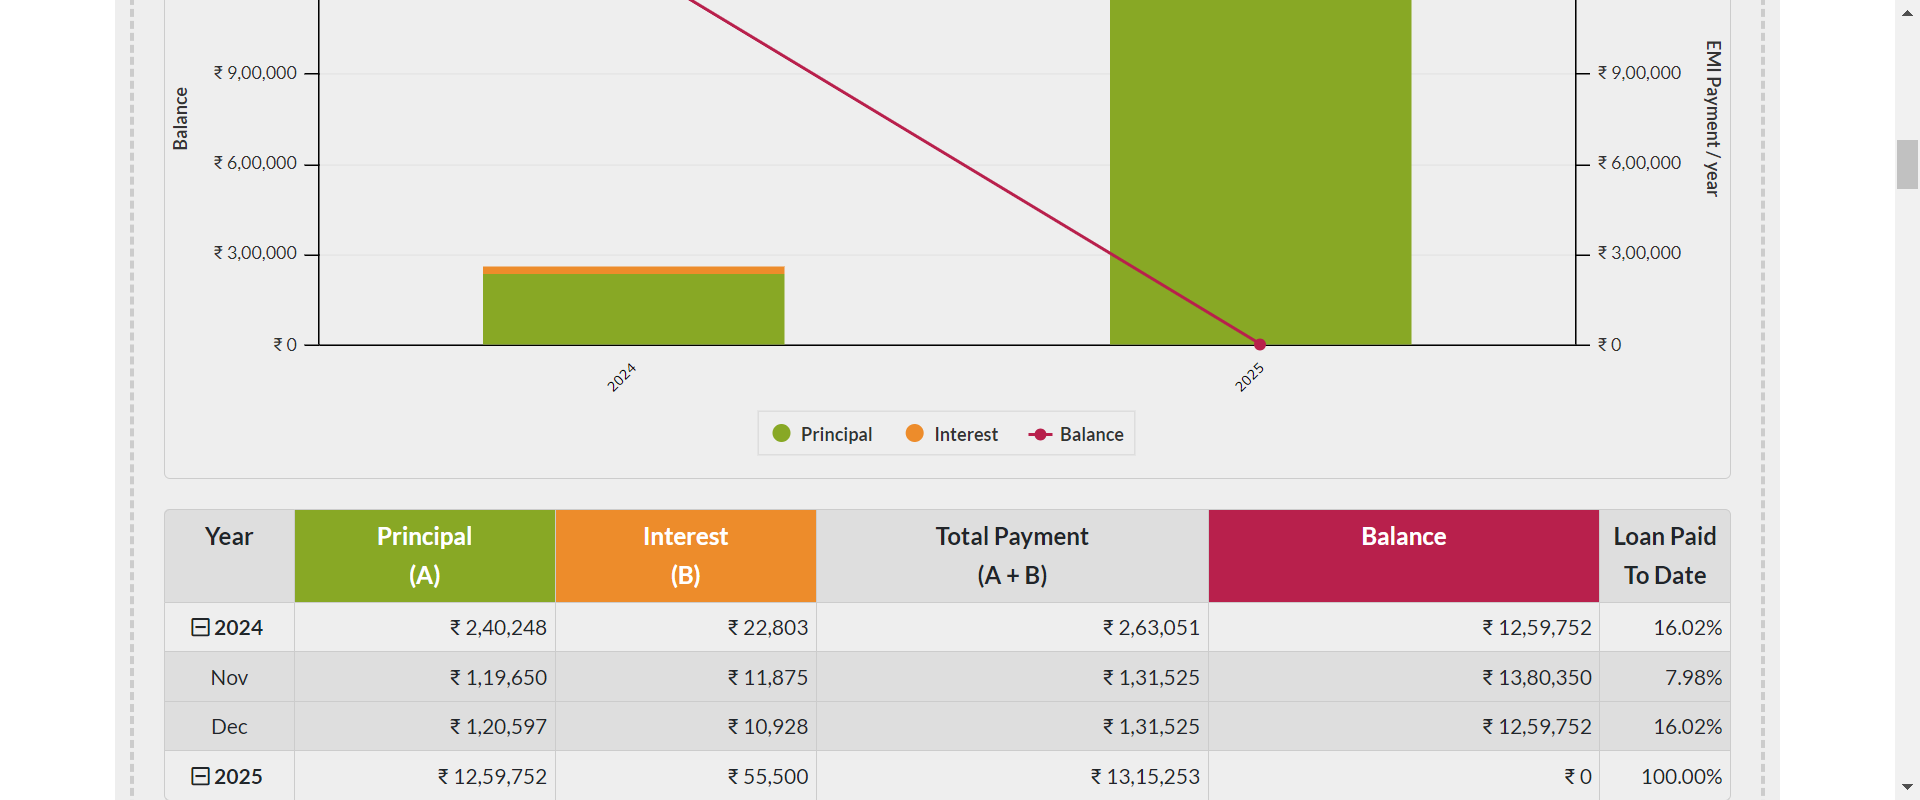 ₹ 9,00,000
₹ 6,00,000
₹ 3,00,000
₹ 0
Balance
₹ 9,00,000
₹ 6,00,000
₹ 3,00,000
₹ 0
EMI Payment / year
2024
2025
Principal
Interest
Balance
Year Principal Interest Total Payment Balance Loan Paid
(A) (B) (A + B) To Date
2024 ₹ 2,40,248 ₹ 22,803 ₹ 2,63,051 ₹ 12,59,752 16.02%
Nov ₹ 1,19,650 ₹ 11,875 ₹ 1,31,525 ₹ 13,80,350 7.98%
Dec ₹ 1,20,597 ₹ 10,928 ₹ 1,31,525 ₹ 12,59,752 16.02%
2025 ₹ 12,59,752 ₹ 55,500 ₹ 13,15,253 ₹ 0 100.00%